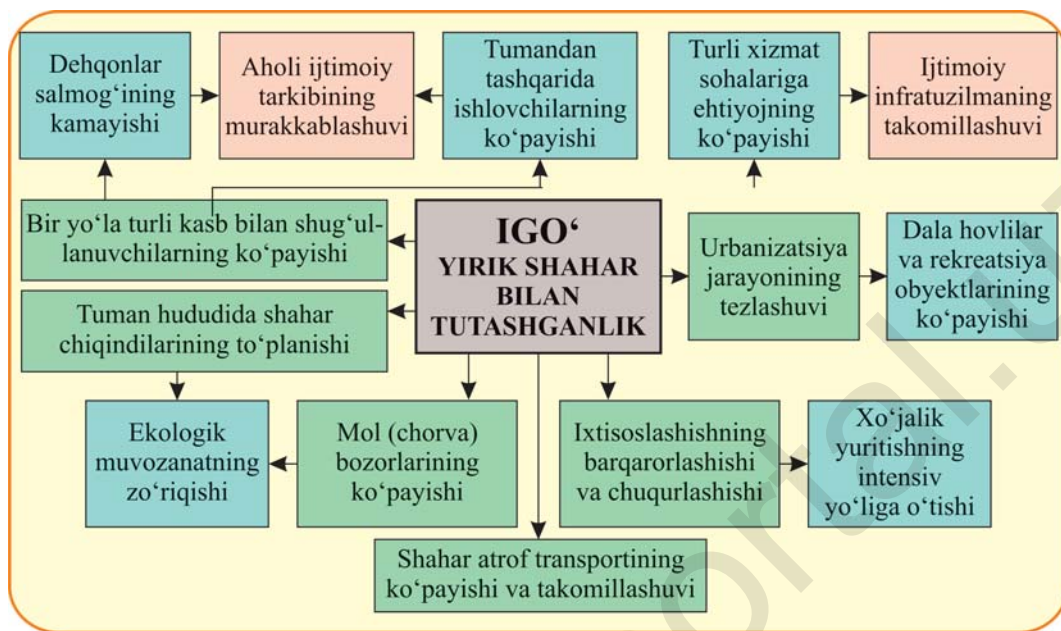 Dehqonlar
salmog‘ining
kamayishi
Aholi ijtimoiy
tarkibining
murakkablashuvi
Tumandan
tashqarida
ishlovchilarning
ko‘payishi
Turli xizmat
sohalariga
ehtiyojning
ko‘payishi
Ijtimoiy
infratuzilmaning
takomillashuvi
Bir yo‘la turli kasb bilan shug‘ul-
lanuvchilarning ko‘payishi
IGO‘
YIRIK SHAHAR
BILAN
TUTASHGANLIK
Urbanizatsiya
jarayonining
tezlashuvi
Dala hovlilar
va rekreatsiya
obyektlarining
ko‘payishi
Tuman hududida shahar
chiqindilarining to‘planishi
Ekologik
muvozanatning
zo‘riqishi
Mol (chorva)
bozorlarining
ko‘payishi
Ixtisoslashishning
barqarorlashishi
va chuqurlashishi
Xo‘jalik
yuritishning
intensiv
yo‘liga o‘tishi
Shahar atrof transportining
ko‘payishi va takomillashuvi
ortal.u